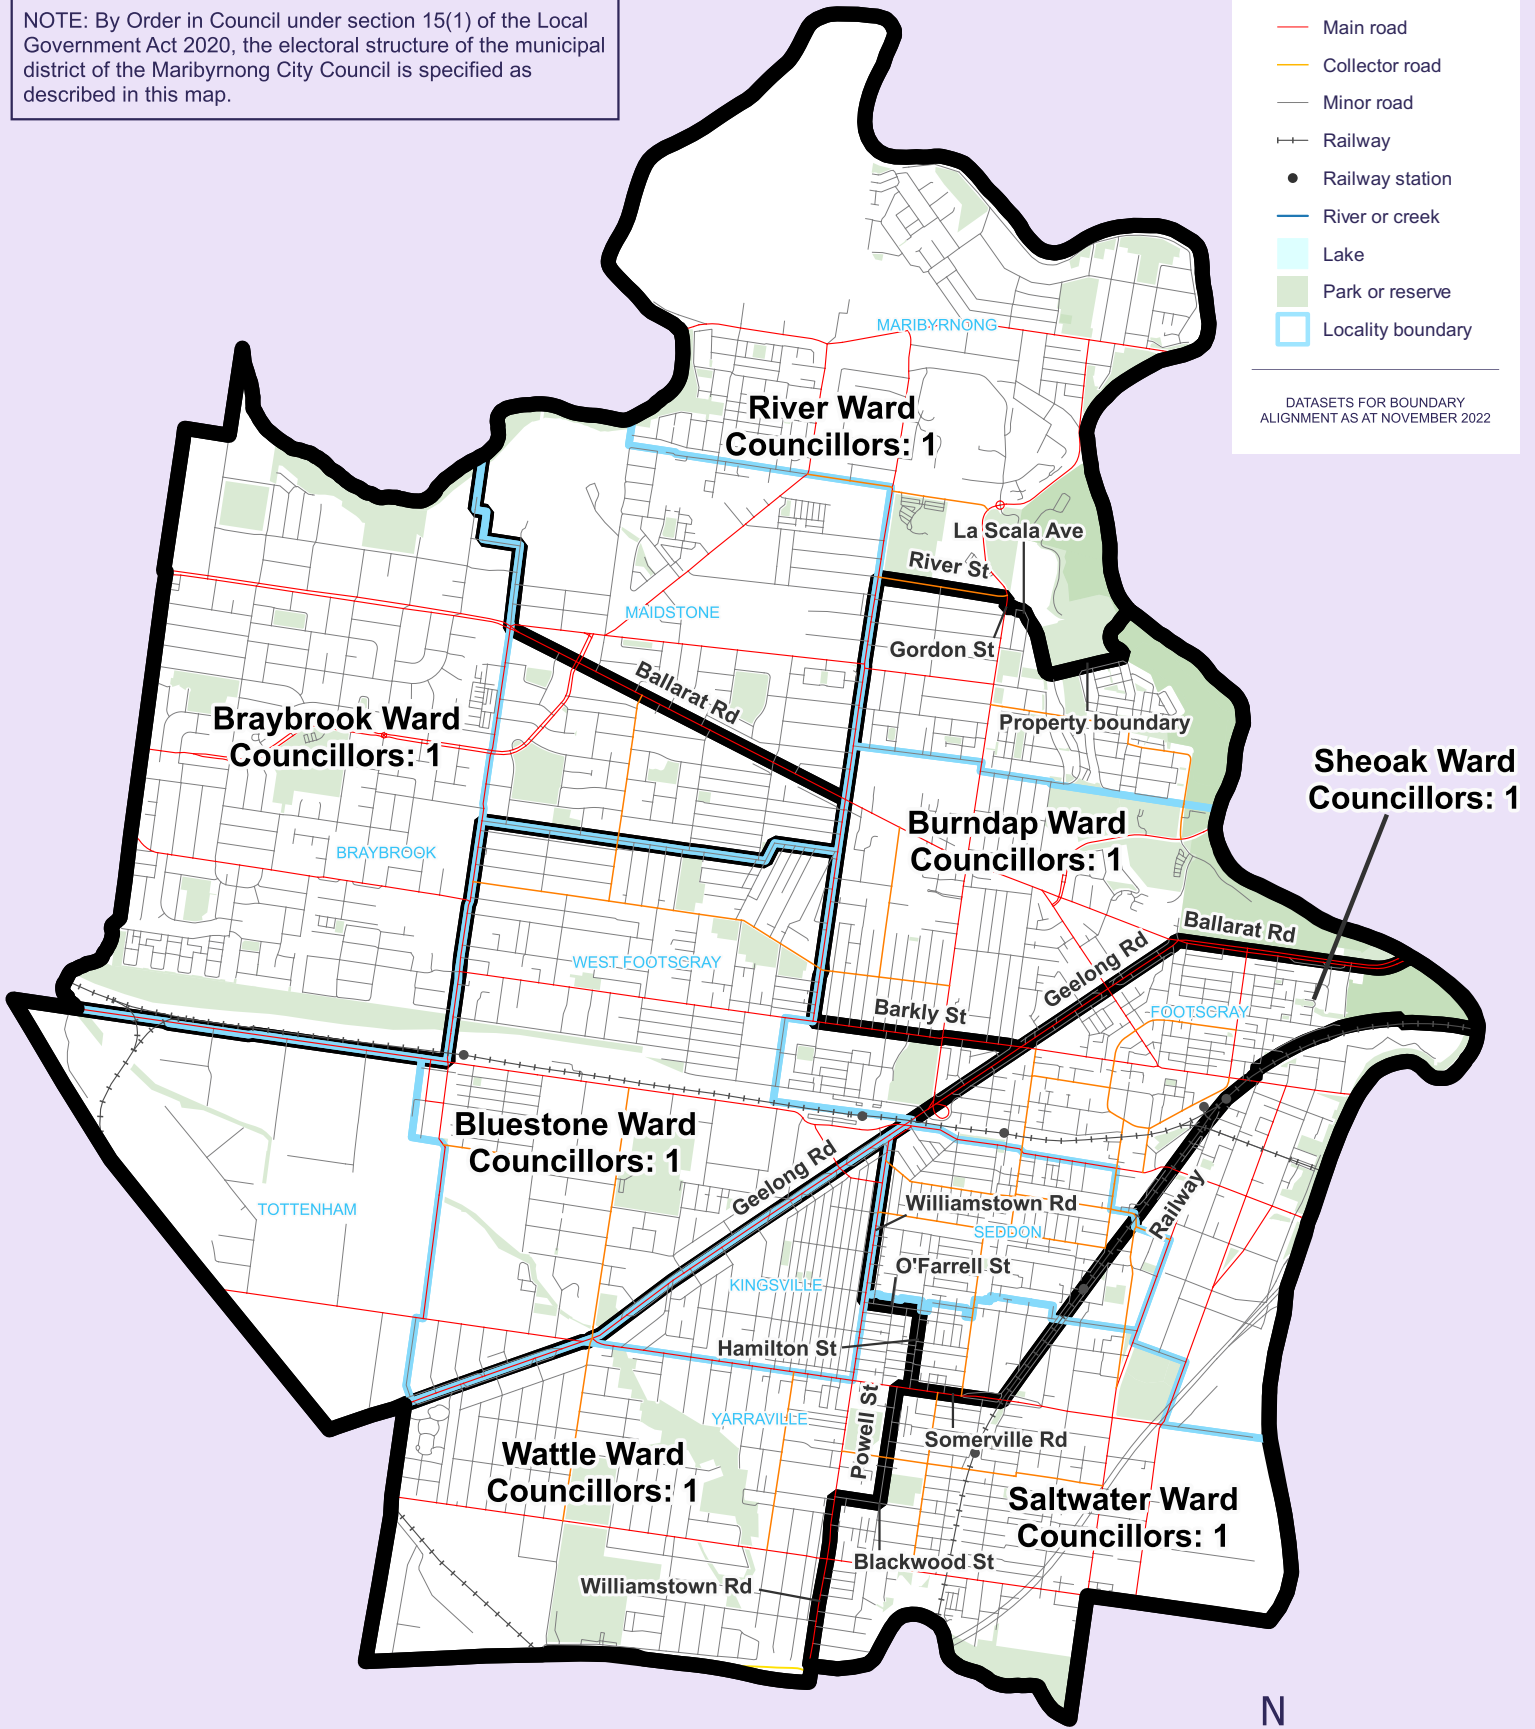 NOTE: By Order in Council under section 15(1) of the Local
Government Act 2020, the electoral structure of the municipal
district of the Maribyrnong City Council is specified as
described in this map.
Main road
Collector road
Minor road
Railway
Railway station
River or creek
Lake
Park or reserve
Locality boundary
DATASETS FOR BOUNDARY
ALIGNMENT AS AT NOVEMBER 2022
MARIBYRNONG
River Ward
Councillors: 1
La Scala Ave
River St
MAIDSTONE
Gordon St
Ballarat Rd
Property boundary
Braybrook Ward
Councillors: 1
Sheoak Ward
Councillors: 1
Burndap Ward
Councillors: 1
BRAYBROOK
Ballarat Rd
Geelong Rd
WEST FOOTSCRAY
Barkly St
FOOTSCRAY
Bluestone Ward
Councillors: 1
Geelong Rd
Railway
Williamstown Rd
TOTTENHAM
SEDDON
O'Farrell St
KINGSVILLE
Hamilton St
Powell St
YARRAVILLE
Somerville Rd
Wattle Ward
Councillors: 1
Saltwater Ward
Councillors: 1
Blackwood St
Williamstown Rd
N